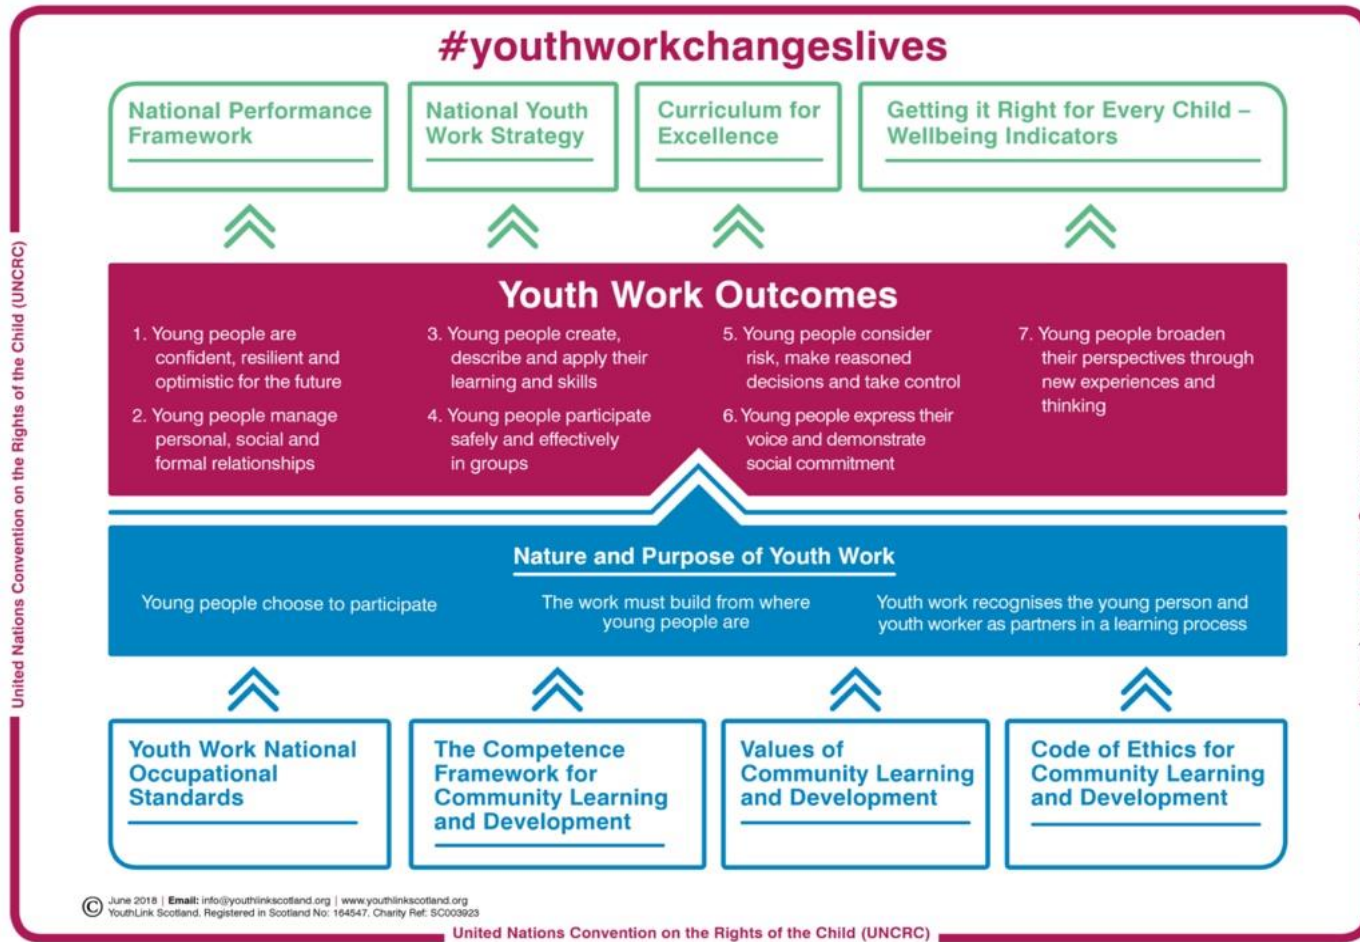 #youthworkchangeslives
National Performance
Framework
National Youth
Work Strategy
Curriculum for
Excellence
Getting it Right for Every Child –
Wellbeing Indicators
Youth Work Outcomes
1. Young people are
confident, resilient and
optimistic for the future
2. Young people manage
personal, social and
formal relationships
3. Young people create,
describe and apply their
learning and skills
4. Young people participate
safely and effectively
in groups
5. Young people consider
risk, make reasoned
decisions and take control
6. Young people express their
voice and demonstrate
social commitment
7. Young people broaden
their perspectives through
new experiences and
thinking
Nature and Purpose of Youth Work
Young people choose to participate
The work must build from where
young people are
Youth work recognises the young person and
youth worker as partners in a learning process
Youth Work National
Occupational
Standards
The Competence
Framework for
Community Learning
and Development
Values of
Community Learning
and Development
Code of Ethics for
Community Learning
and Development
United Nations Convention on the Rights of the Child (UNCRC)
© June 2018 | Email: info@youthlinkscotland.org | www.youthlinkscotland.org
YouthLink Scotland. Registered in Scotland No: 164547. Charity Ref: SC003923
United Nations Convention on the Rights of the Child (UNCRC)